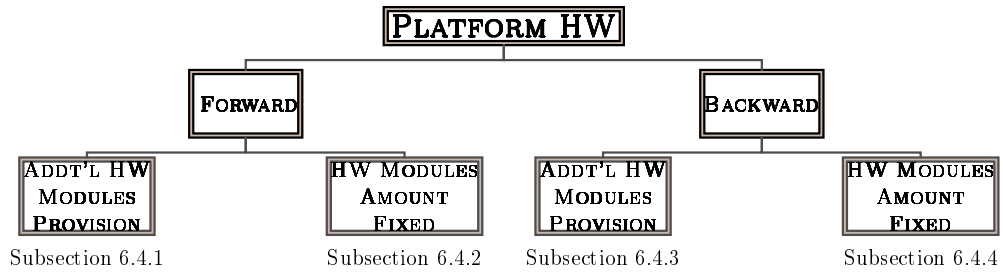 PLATFORM HW
FORWARD
BACKWARD
ADDT'L HW
MODULES
PROVISION
HW MODULES
AMOUNT
FIXED
ADDT'L HW
MODULES
PROVISION
HW MODULES
AMOUNT
FIXED
Subsection 6.4.1
Subsection 6.4.2
Subsection 6.4.3
Subsection 6.4.4